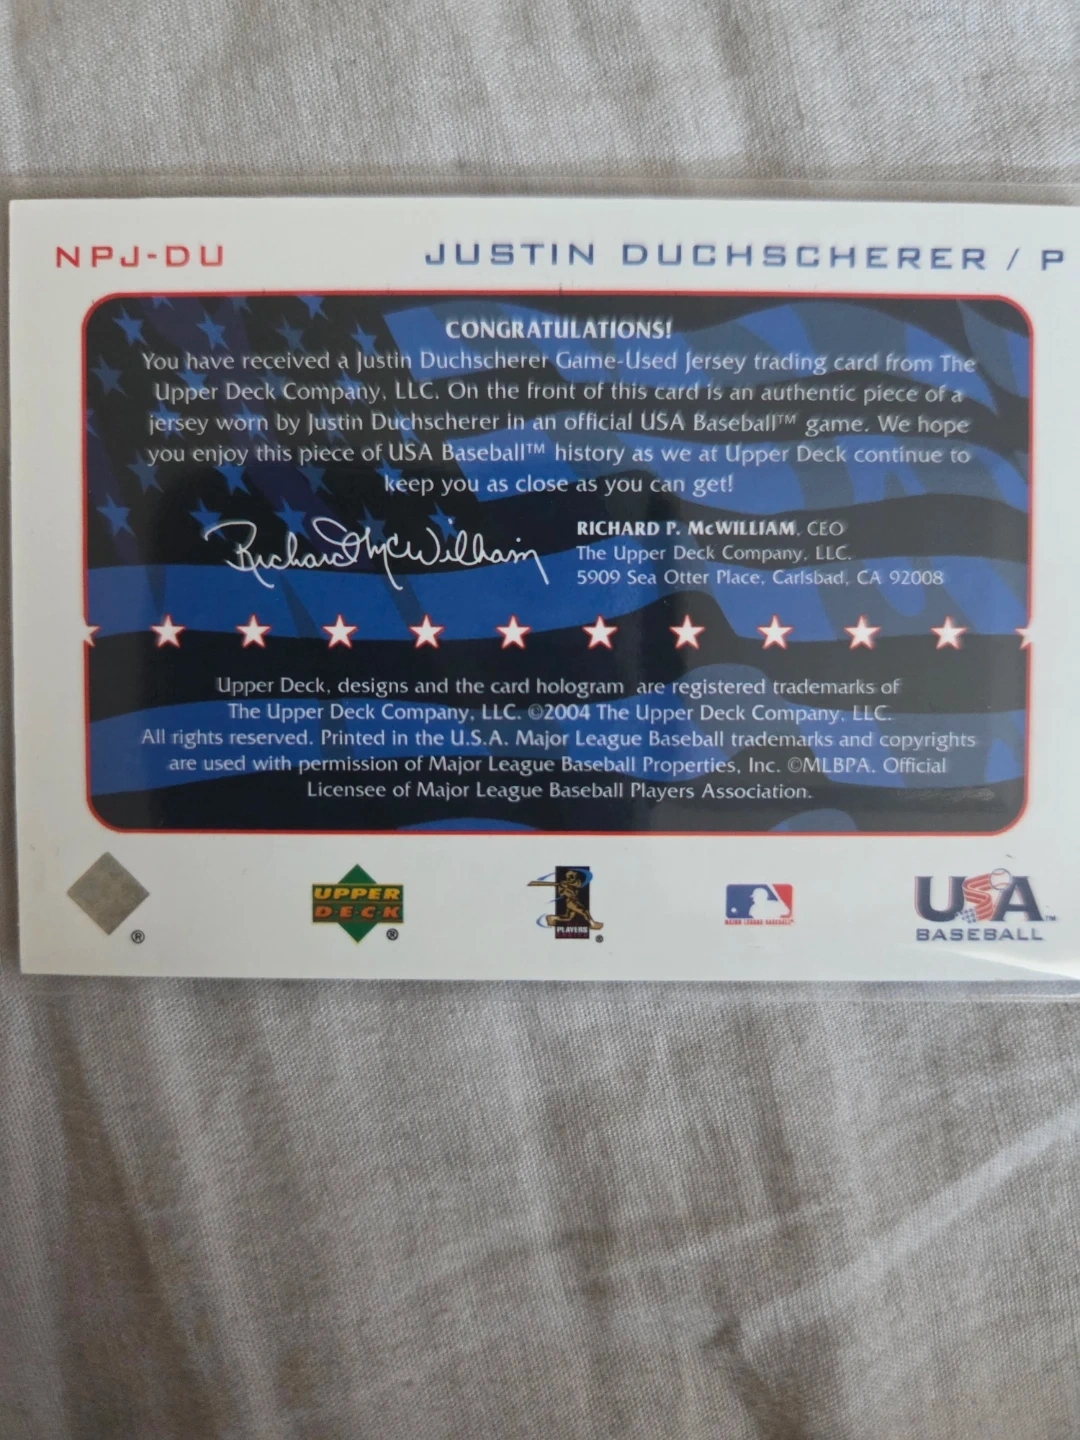 NPJ-DU JUSTIN DUCHSCHERER / P
CONGRATULATIONS!
You have received a Justin Duchscherer Game-Used Jersey trading card from The
Upper Deck Company, LLC. On the front of this card is an authentic piece of a
jersey worn by Justin Duchscherer in an official USA Baseball™ game. We hope
you enjoy this piece of USA Baseball™ history as we at Upper Deck continue to
keep you as close as you can get!
Richard McWilliam
RICHARD P. McWILLIAM, CEO
The Upper Deck Company, LLC.
5909 Sea Otter Place, Carlsbad, CA 92008
Upper Deck, designs and the card hologram are registered trademarks of
The Upper Deck Company, LLC. ©2004 The Upper Deck Company, LLC.
All rights reserved. Printed in the U.S.A. Major League Baseball trademarks and copyrights
are used with permission of Major League Baseball Properties, Inc. ©MLBPA. Official
Licensee of Major League Baseball Players Association.
®
UPPER
DECK
®
PLAYERS
®
MAJOR LEAGUE BASEBALL
USA™
BASEBALL